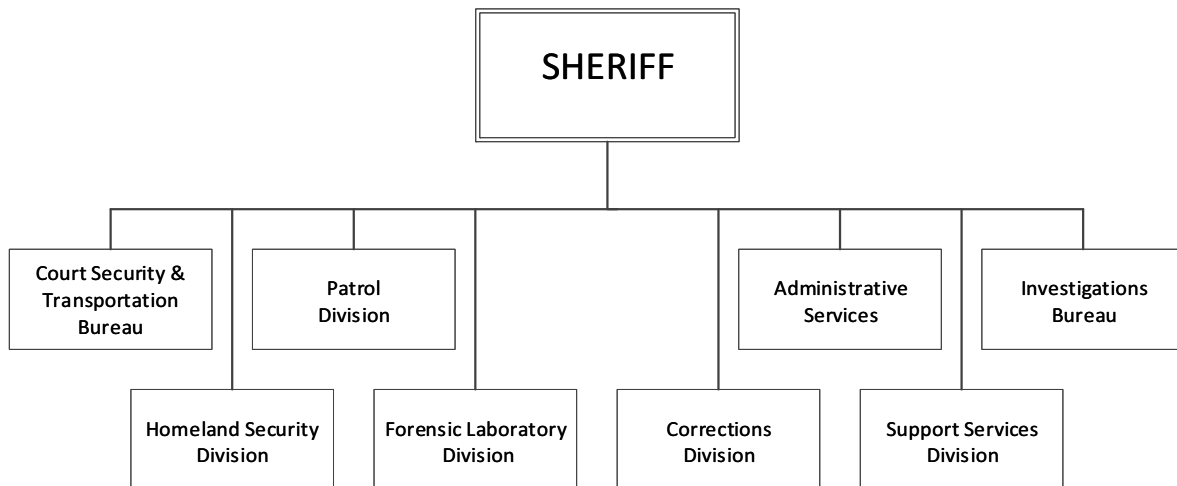 SHERIFF
Court Security &
Transportation
Bureau
Patrol
Division
Administrative
Services
Investigations
Bureau
Homeland Security
Division
Forensic Laboratory
Division
Corrections
Division
Support Services
Division